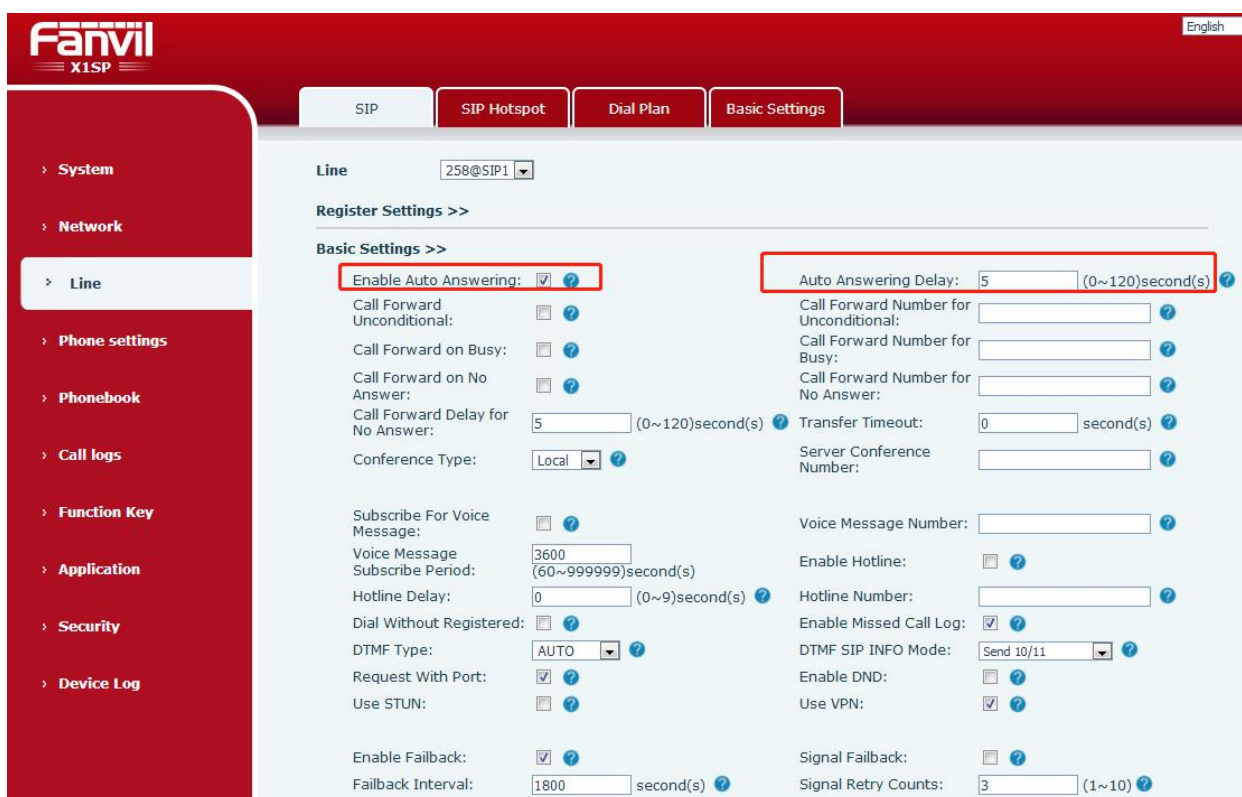 English
Fanvil
X1SP
SIP
SIP Hotspot
Dial Plan
Basic Settings
› System
› Network
› Line
› Phone settings
› Phonebook
› Call logs
› Function Key
› Application
› Security
› Device Log
Line 258@SIP1
Register Settings >>
Basic Settings >>
Enable Auto Answering: ? Auto Answering Delay: 5 (0~120)second(s) ?
Call Forward
Unconditional: ? Call Forward Number for
Unconditional: ?
Call Forward on Busy: ? Call Forward Number for
Busy: ?
Call Forward on No
Answer: ? Call Forward Number for
No Answer: ?
Call Forward Delay for
No Answer: 5 (0~120)second(s) ? Transfer Timeout: 0 second(s) ?
Conference Type: Local ? Server Conference
Number: ?
Subscribe For Voice
Message: ? Voice Message Number: ?
Voice Message
Subscribe Period: 3600
(60~999999)second(s) Enable Hotline: ?
Hotline Delay: 0 (0~9)second(s) ? Hotline Number: ?
Dial Without Registered: ? Enable Missed Call Log: ?
DTMF Type: AUTO ? DTMF SIP INFO Mode: Send 10/11 ?
Request With Port: ? Enable DND: ?
Use STUN: ? Use VPN: ?
Enable Failback: ? Signal Failback: ?
Failback Interval: 1800 second(s) ? Signal Retry Counts: 3 (1~10) ?